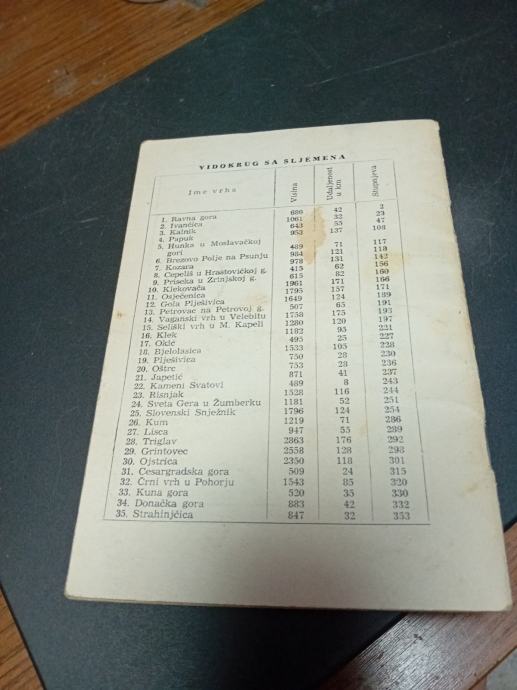 VIDOKRUG SA SLJEMENA
Ime vrha Visina Udaljenost u km Stupnjeva
1. Ravna gora 680 42 2
2. Ivančica 1061 32 23
3. Kalnik 643 55 47
4. Papuk 953 137 108
5. Hunka u Moslavačkoj
gori 489 71 117
6. Brezovo Polje na Psunju 984 121 118
7. Kozara 978 131 142
8. Cepeliš u Hrastovičkoj g. 415 62 156
9. Priseka u Zrinjskoj g. 615 82 160
10. Klekovača 1961 171 166
11. Osječenica 1795 157 171
12. Gola Plješivica 1649 124 189
13. Petrovac na Petrovoj g. 507 65 191
14. Vaganski vrh u Velebitu 1758 175 193
15. Seliški vrh u M. Kapeli 1280 120 197
16. Klek 1182 95 221
17. Okić 495 25 227
18. Bjelolasica 1533 105 228
19. Plješivica 750 28 230
20. Oštrc 753 28 236
21. Japetić 871 41 237
22. Kameni Svatovi 489 8 243
23. Risnjak 1528 116 244
24. Sveta Gera u Žumberku 1181 52 251
25. Slovenski Snježnik 1796 124 254
26. Kum 1219 71 286
27. Lisca 947 55 289
28. Triglav 2863 176 292
29. Grintovec 2558 128 298
30. Ojstrica 2350 118 301
31. Cesargradska gora 509 24 315
32. Črni vrh u Pohorju 1543 85 320
33. Kuna gora 520 35 330
34. Donačka gora 883 42 332
35. Strahinjčica 847 32 353